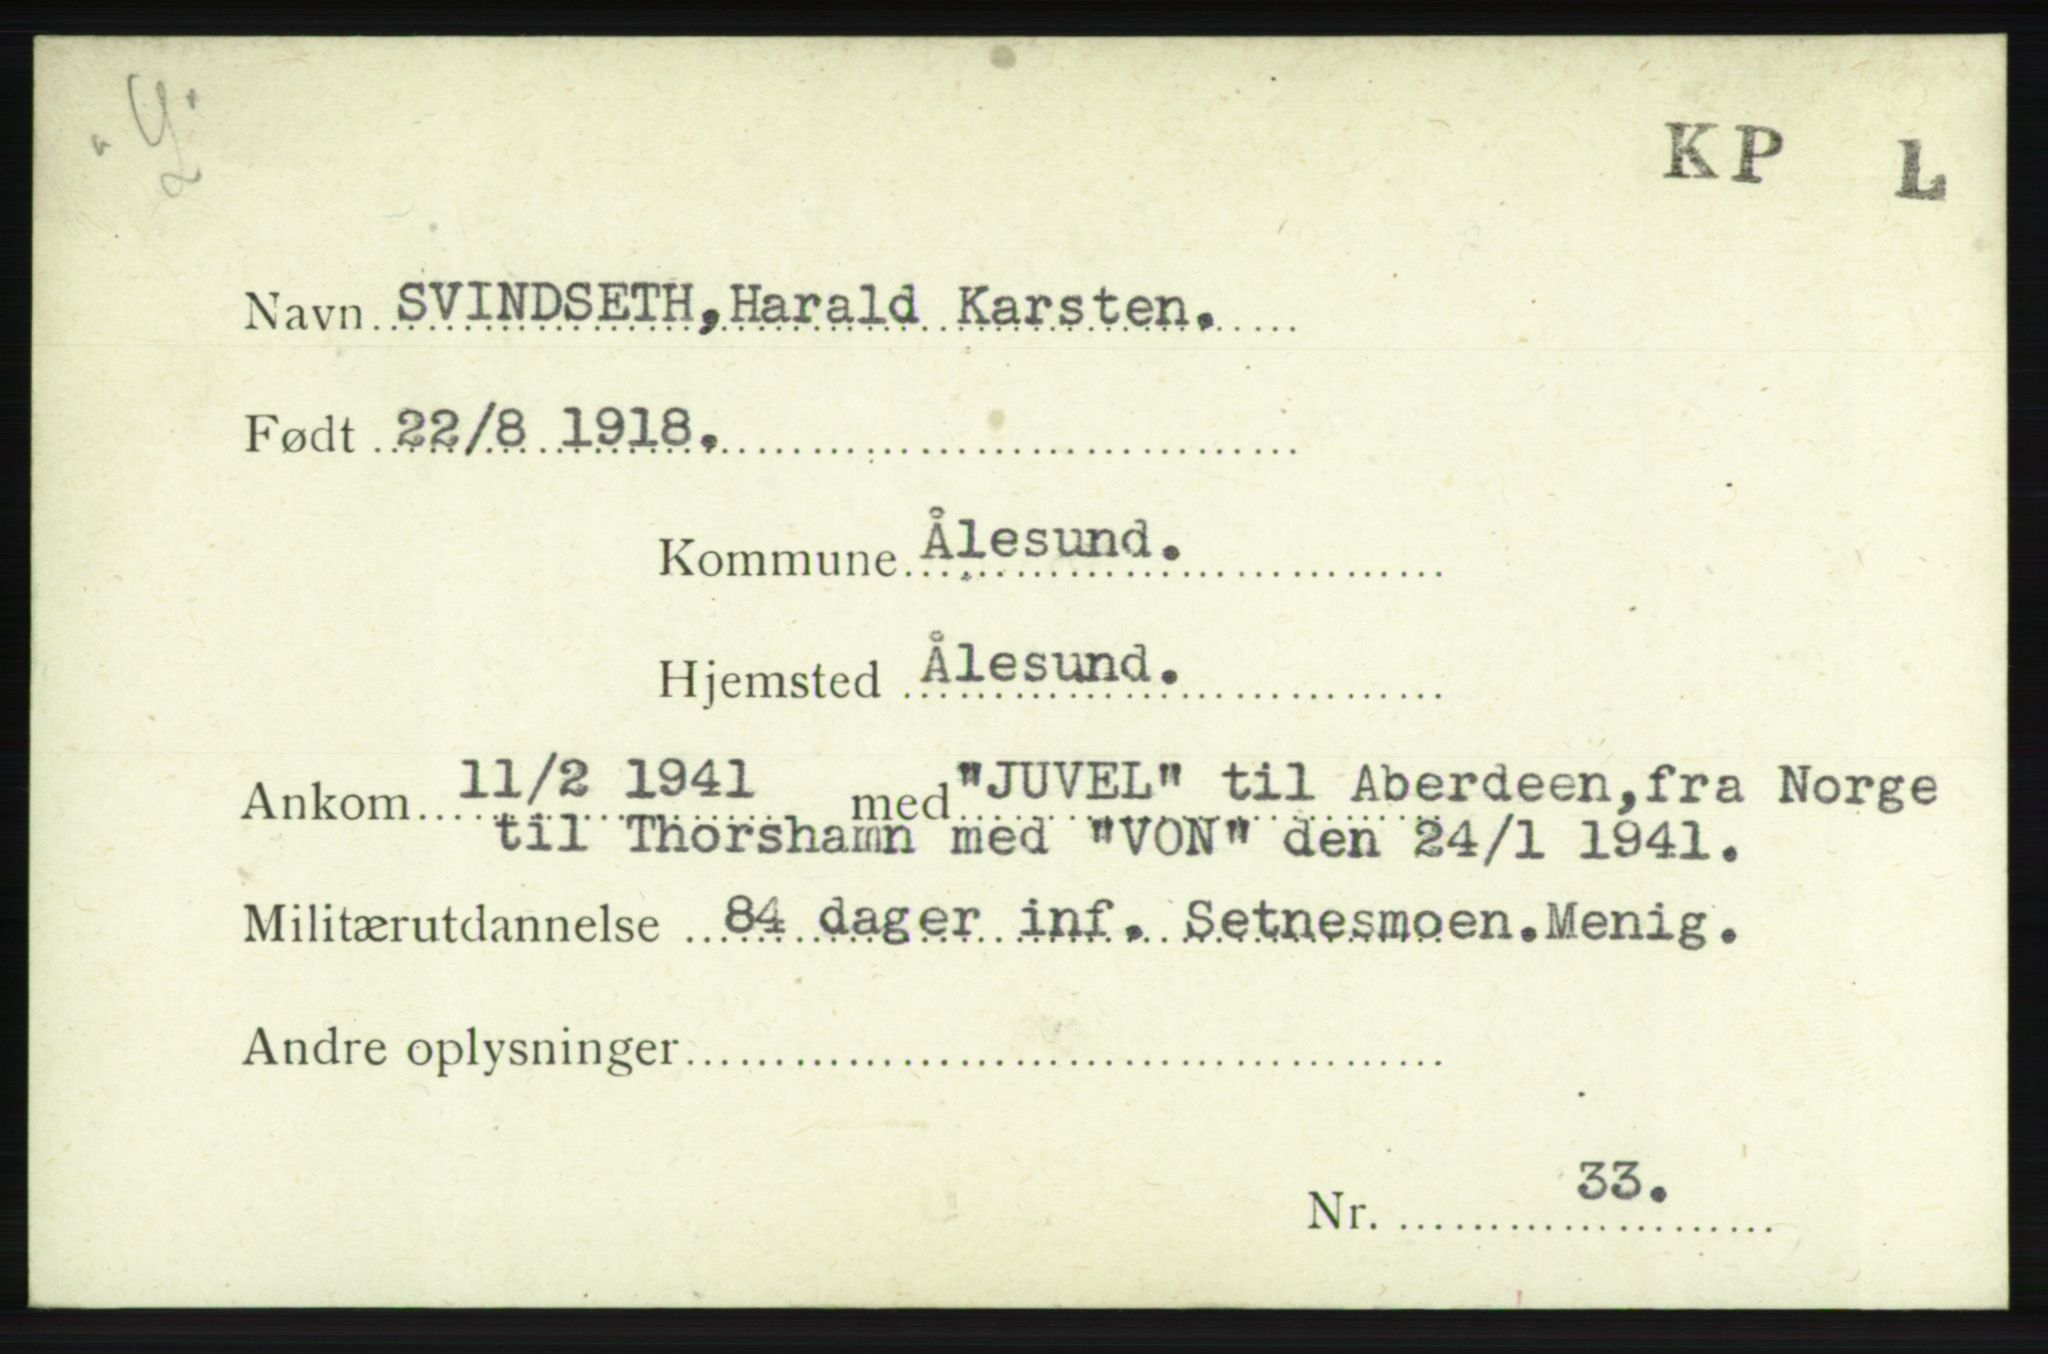 KP L
Navn SVINDSETH, Harald Karsten.
Født 22/8 1918.
Kommune Ålesund.
Hjemsted Ålesund.
Ankom 11/2 1941 med "JUVEL" til Aberdeen, fra Norge
til Thorshamn med "VON" den 24/1 1941.
Militærutdannelse 84 dager inf. Setnesmoen. Menig.
Andre oplysninger
Nr. 33.